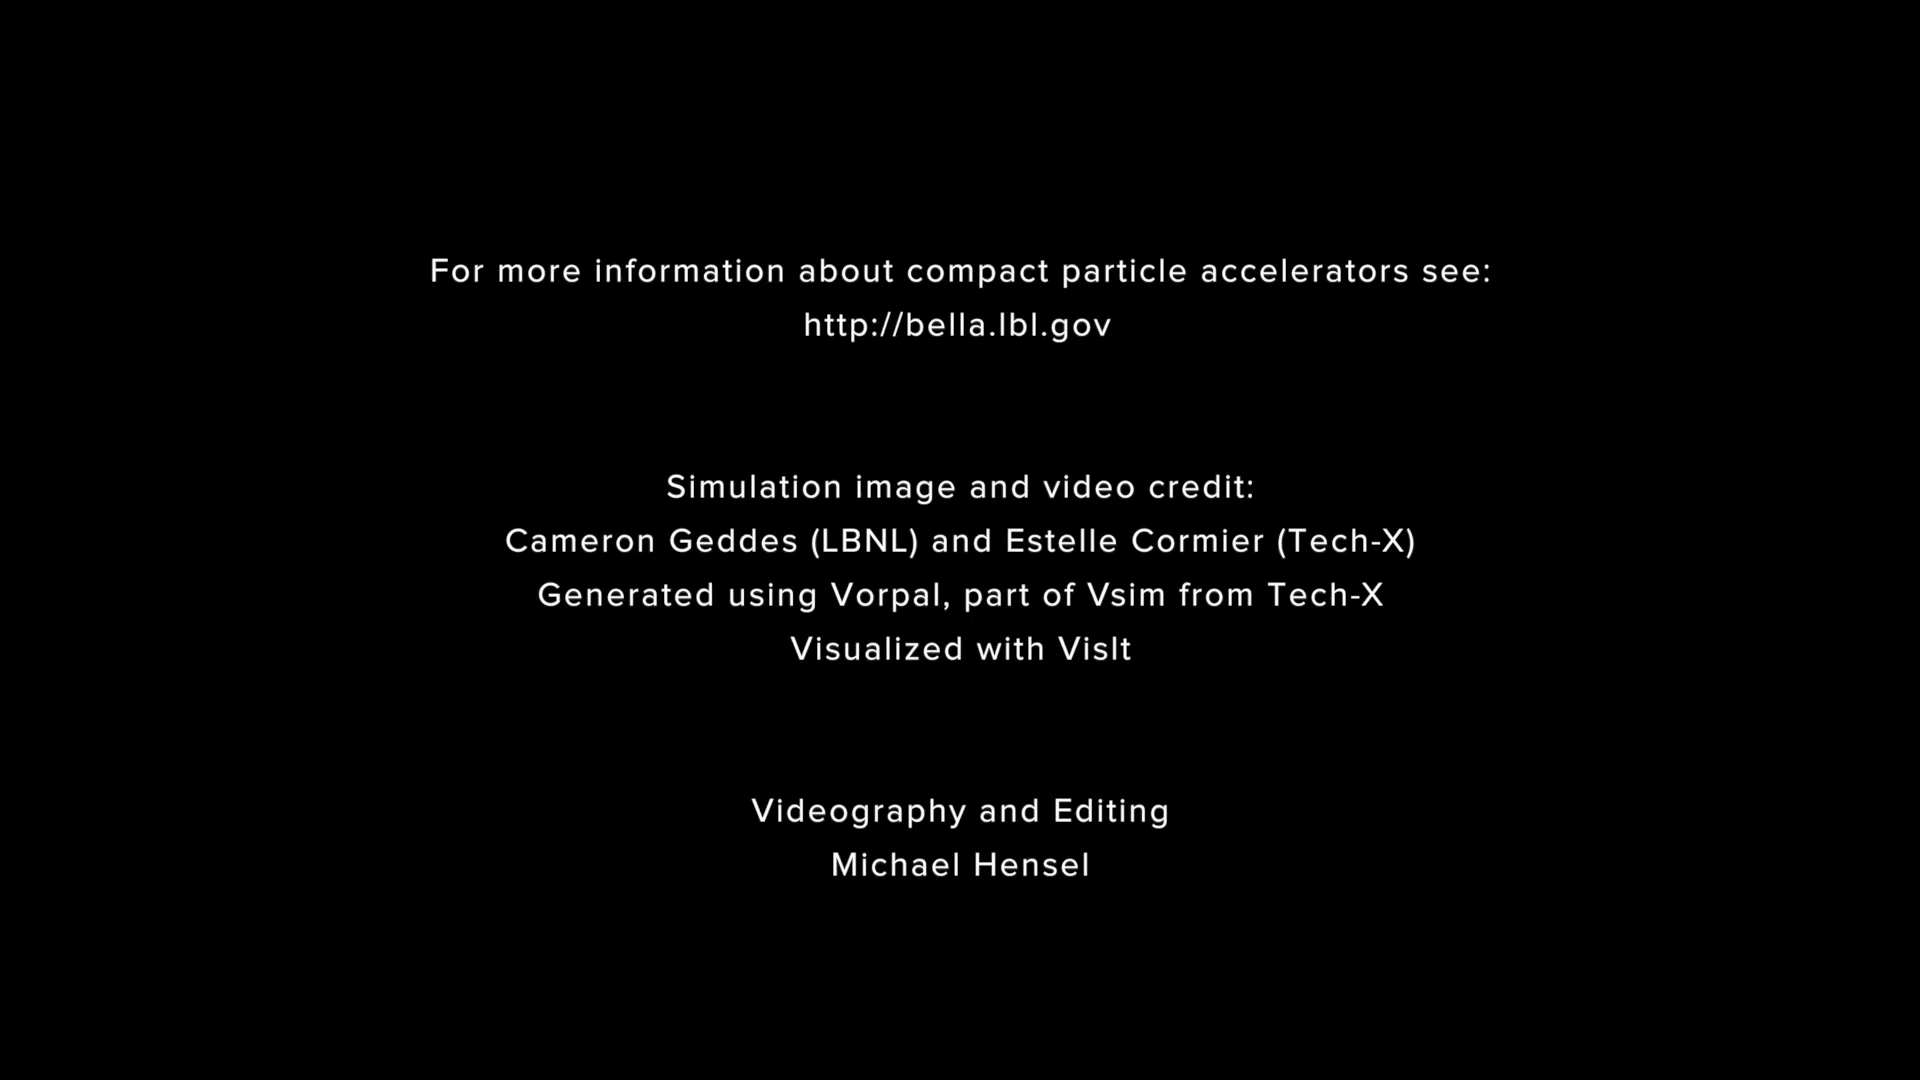 For more information about compact particle accelerators see:
http://bella.lbl.gov
Simulation image and video credit:
Cameron Geddes (LBNL) and Estelle Cormier (Tech-X)
Generated using Vorpal, part of Vsim from Tech-X
Visualized with VisIt
Videography and Editing
Michael Hensel